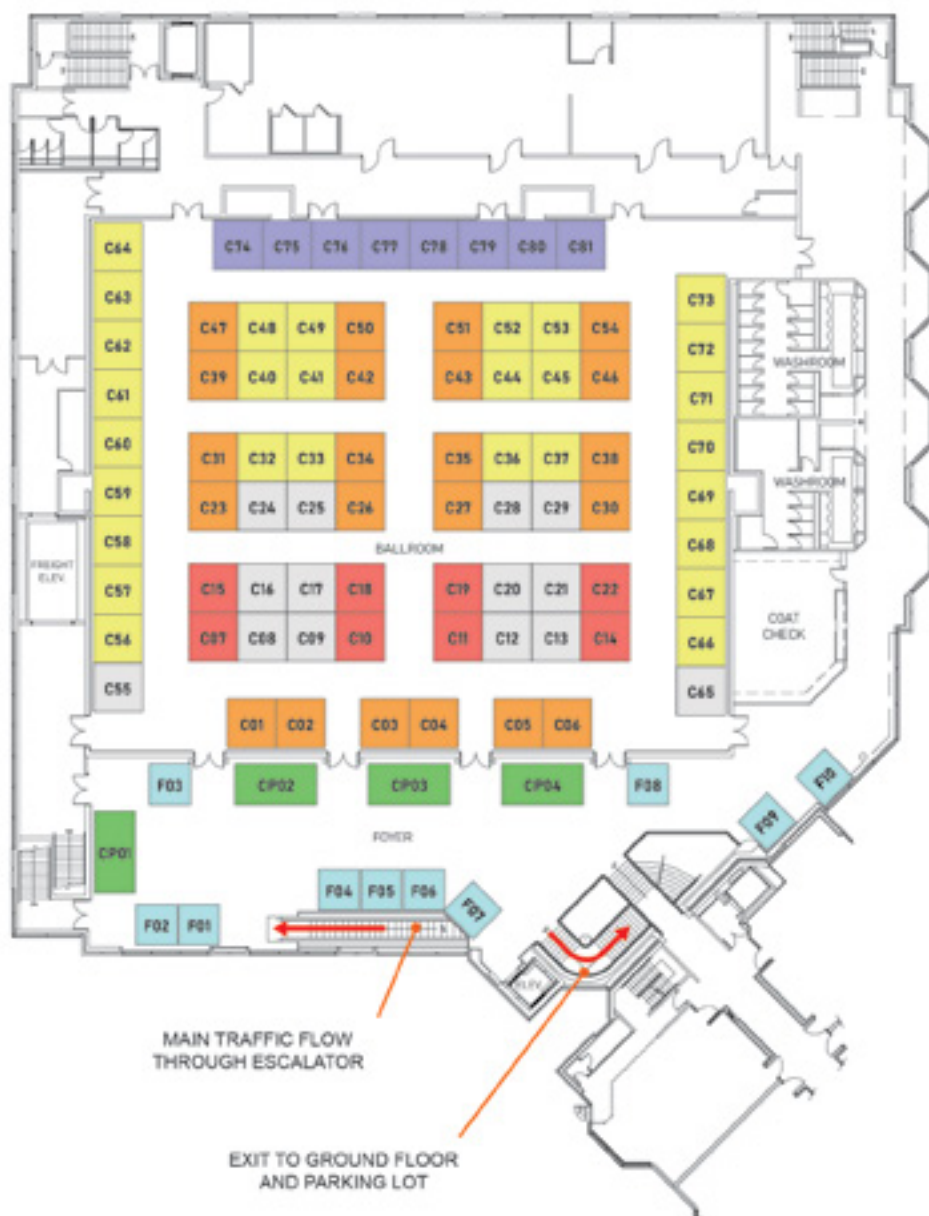 C74 C75 C76 C77 C78 C79 C80 C81
C64
C63
C62
C61
C60
C59
C58
C57
C56
C55
C47 C48 C49 C50
C39 C40 C41 C42
C51 C52 C53 C54
C43 C44 C45 C46
C31 C32 C33 C34
C23 C24 C25 C26
C35 C36 C37 C38
C27 C28 C29 C30
BALLROOM
C15 C16 C17 C18
C07 C08 C09 C10
C19 C20 C21 C22
C11 C12 C13 C14
C73
C72
C71
C70
C69
C68
C67
C66
C65
WASHROOM
WASHROOM
FREIGHT
ELEV.
COAT
CHECK
C01 C02 C03 C04 C05 C06
F03 CP02 CP03 CP04 F08
F10
F09
CP01
FOYER
F04 F05 F06
F07
F02 F01
ELEV.
MAIN TRAFFIC FLOW
THROUGH ESCALATOR
EXIT TO GROUND FLOOR
AND PARKING LOT